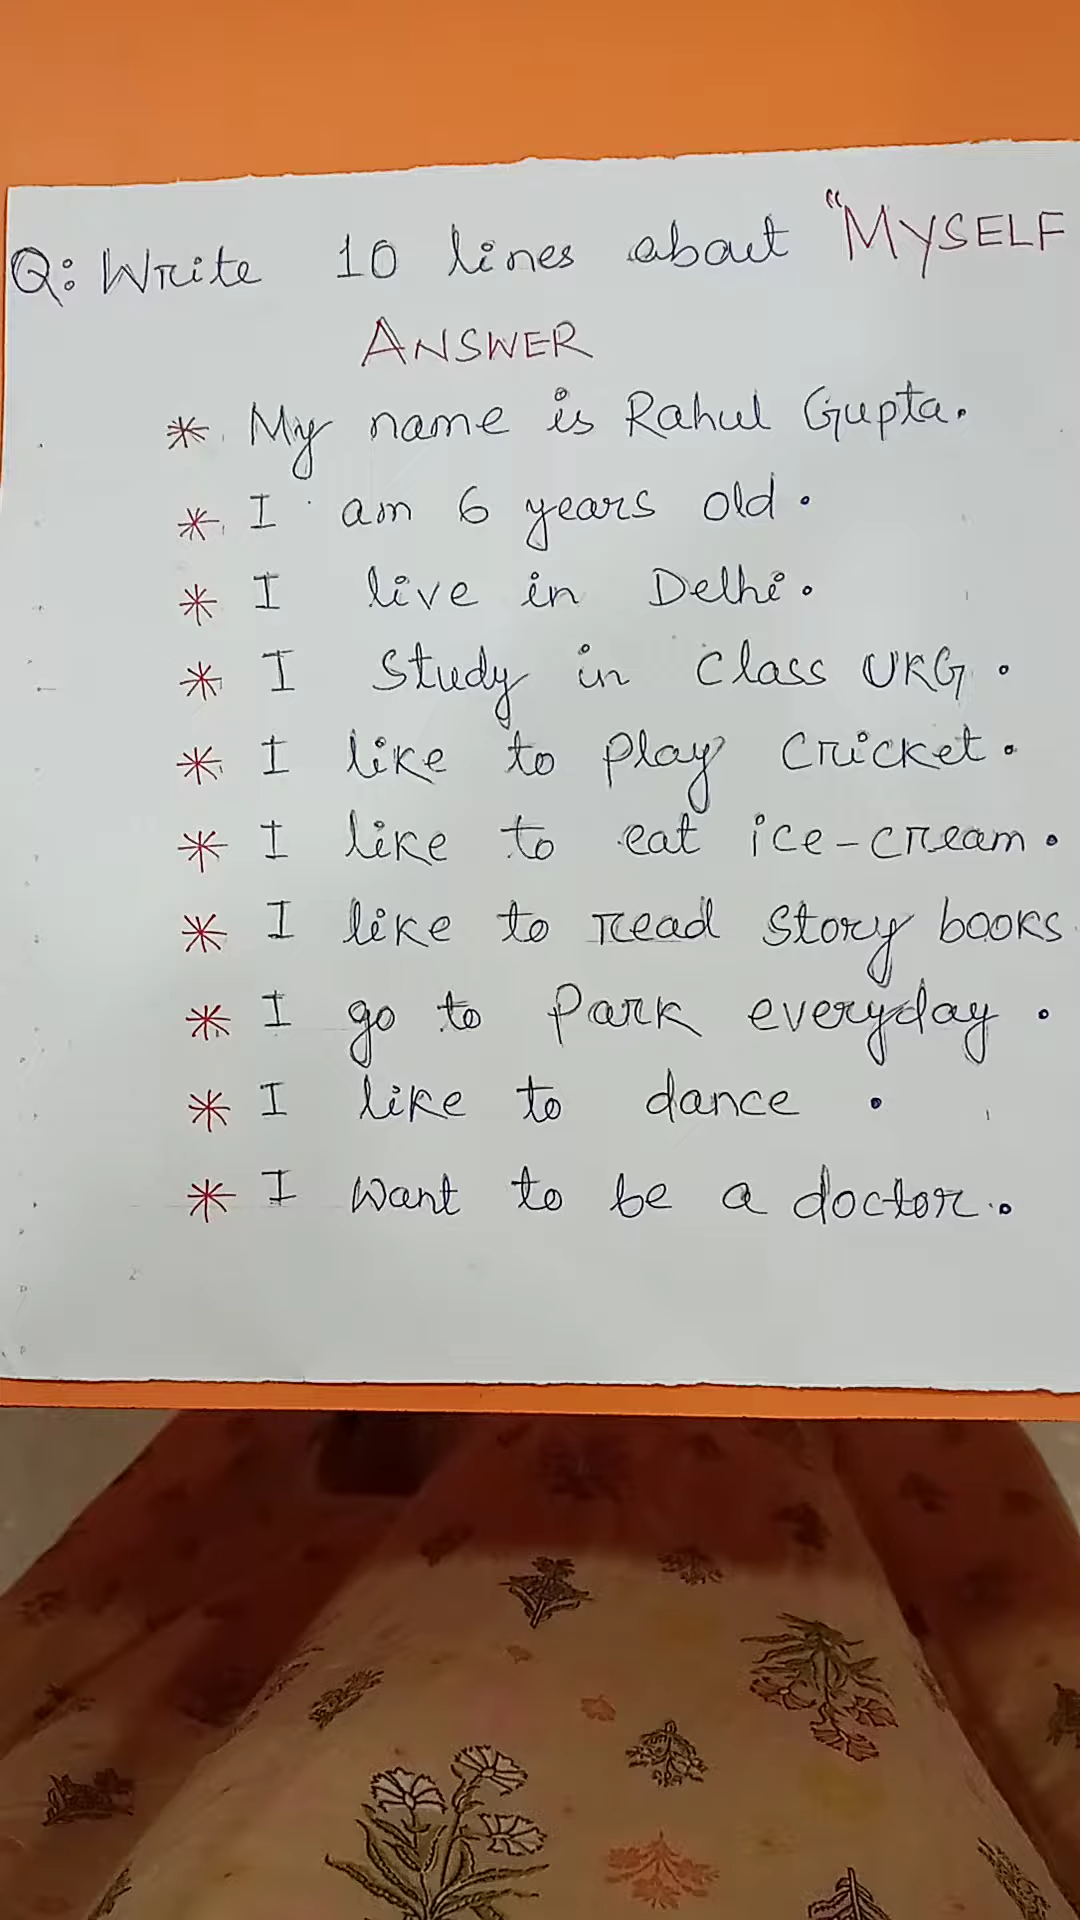 Q: Write 10 lines about "MYSELF
ANSWER
* My name is Rahul Gupta.
* I am 6 years old.
* I live in Delhi.
* I study in class UKG.
* I like to play cricket.
* I like to eat ice-cream.
* I like to read story books
* I go to Park everyday.
* I like to dance.
* I want to be a doctor.